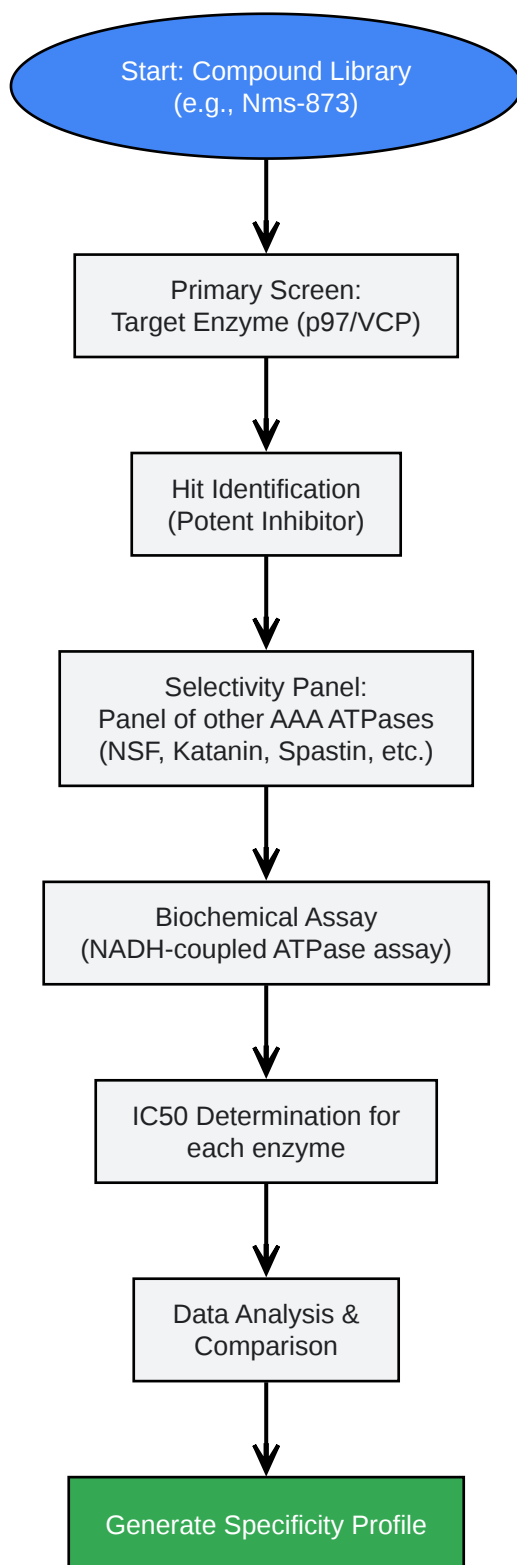 Start: Compound Library
(e.g., Nms-873)
Primary Screen:
Target Enzyme (p97/VCP)
Hit Identification
(Potent Inhibitor)
Selectivity Panel:
Panel of other AAA ATPases
(NSF, Katanin, Spastin, etc.)
Biochemical Assay
(NADH-coupled ATPase assay)
IC50 Determination for
each enzyme
Data Analysis &
Comparison
Generate Specificity Profile